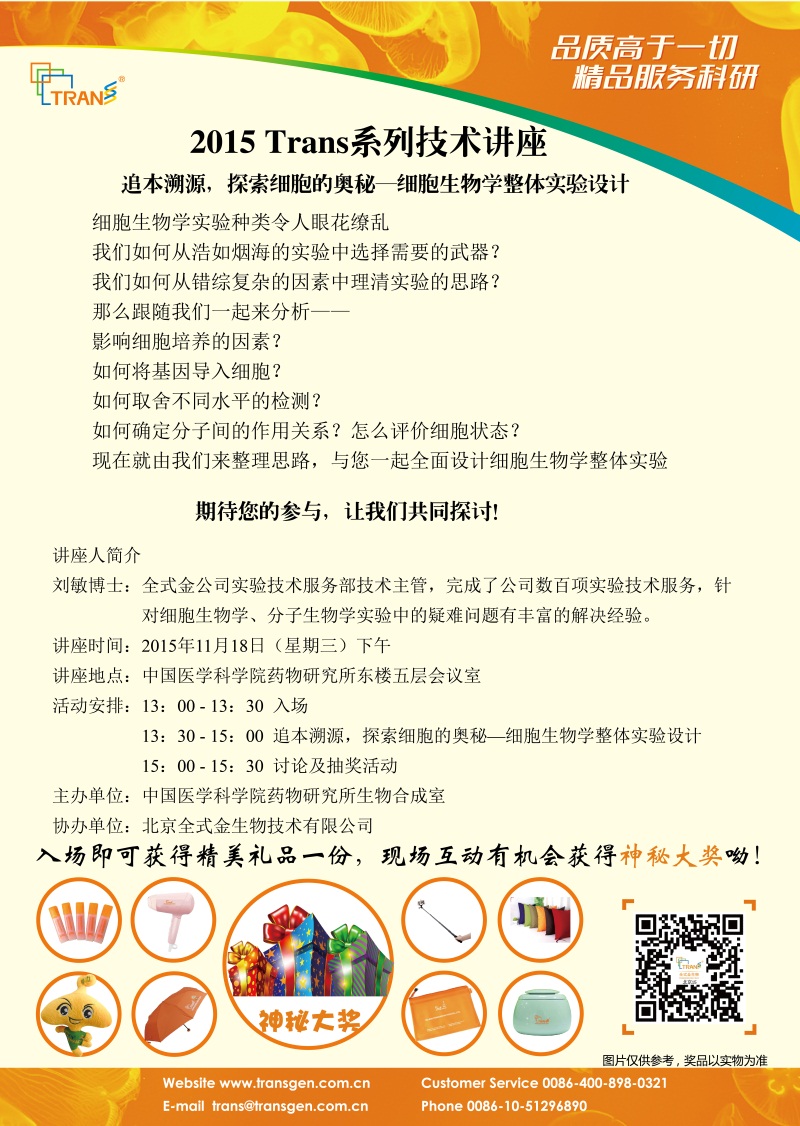 品质高于一切
精品服务科研
TRANS®
2015 Trans系列技术讲座
追本溯源，探索细胞的奥秘—细胞生物学整体实验设计
细胞生物学实验种类令人眼花缭乱
我们如何从浩如烟海的实验中选择需要的武器？
我们如何从错综复杂的因素中理清实验的思路？
那么跟随我们一起来分析——
影响细胞培养的因素？
如何将基因导入细胞？
如何取舍不同水平的检测？
如何确定分子间的作用关系？怎么评价细胞状态？
现在就由我们来整理思路，与您一起全面设计细胞生物学整体实验
期待您的参与，让我们共同探讨!
讲座人简介
刘敏博士：全式金公司实验技术服务部技术主管，完成了公司数百项实验技术服务，针
对细胞生物学、分子生物学实验中的疑难问题有丰富的解决经验。
讲座时间：2015年11月18日（星期三）下午
讲座地点：中国医学科学院药物研究所东楼五层会议室
活动安排：13：00 - 13：30 入场
13：30 - 15：00 追本溯源，探索细胞的奥秘—细胞生物学整体实验设计
15：00 - 15：30 讨论及抽奖活动
主办单位：中国医学科学院药物研究所生物合成室
协办单位：北京全式金生物技术有限公司
入场即可获得精美礼品一份，现场互动有机会获得神秘大奖呦！
神秘大奖
TRANS
图片仅供参考，奖品以实物为准
Website www.transgen.com.cn
Customer Service 0086-400-898-0321
E-mail trans@transgen.com.cn
Phone 0086-10-51296890